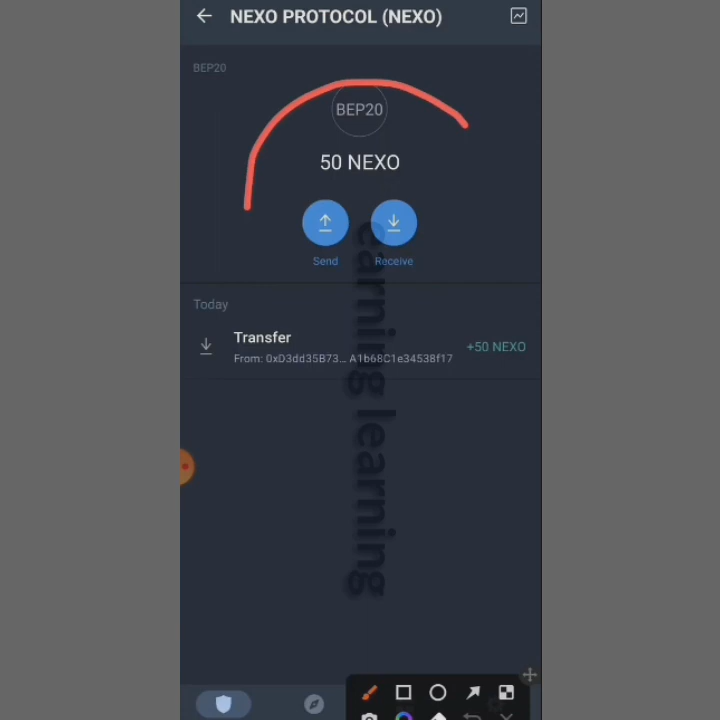 NEXO PROTOCOL (NEXO)
BEP20
BEP20
50 NEXO
Send
Receive
Today
Transfer
+50 NEXO
From: 0xD3dd35B73... A1b68C1e34538f17
earning learning